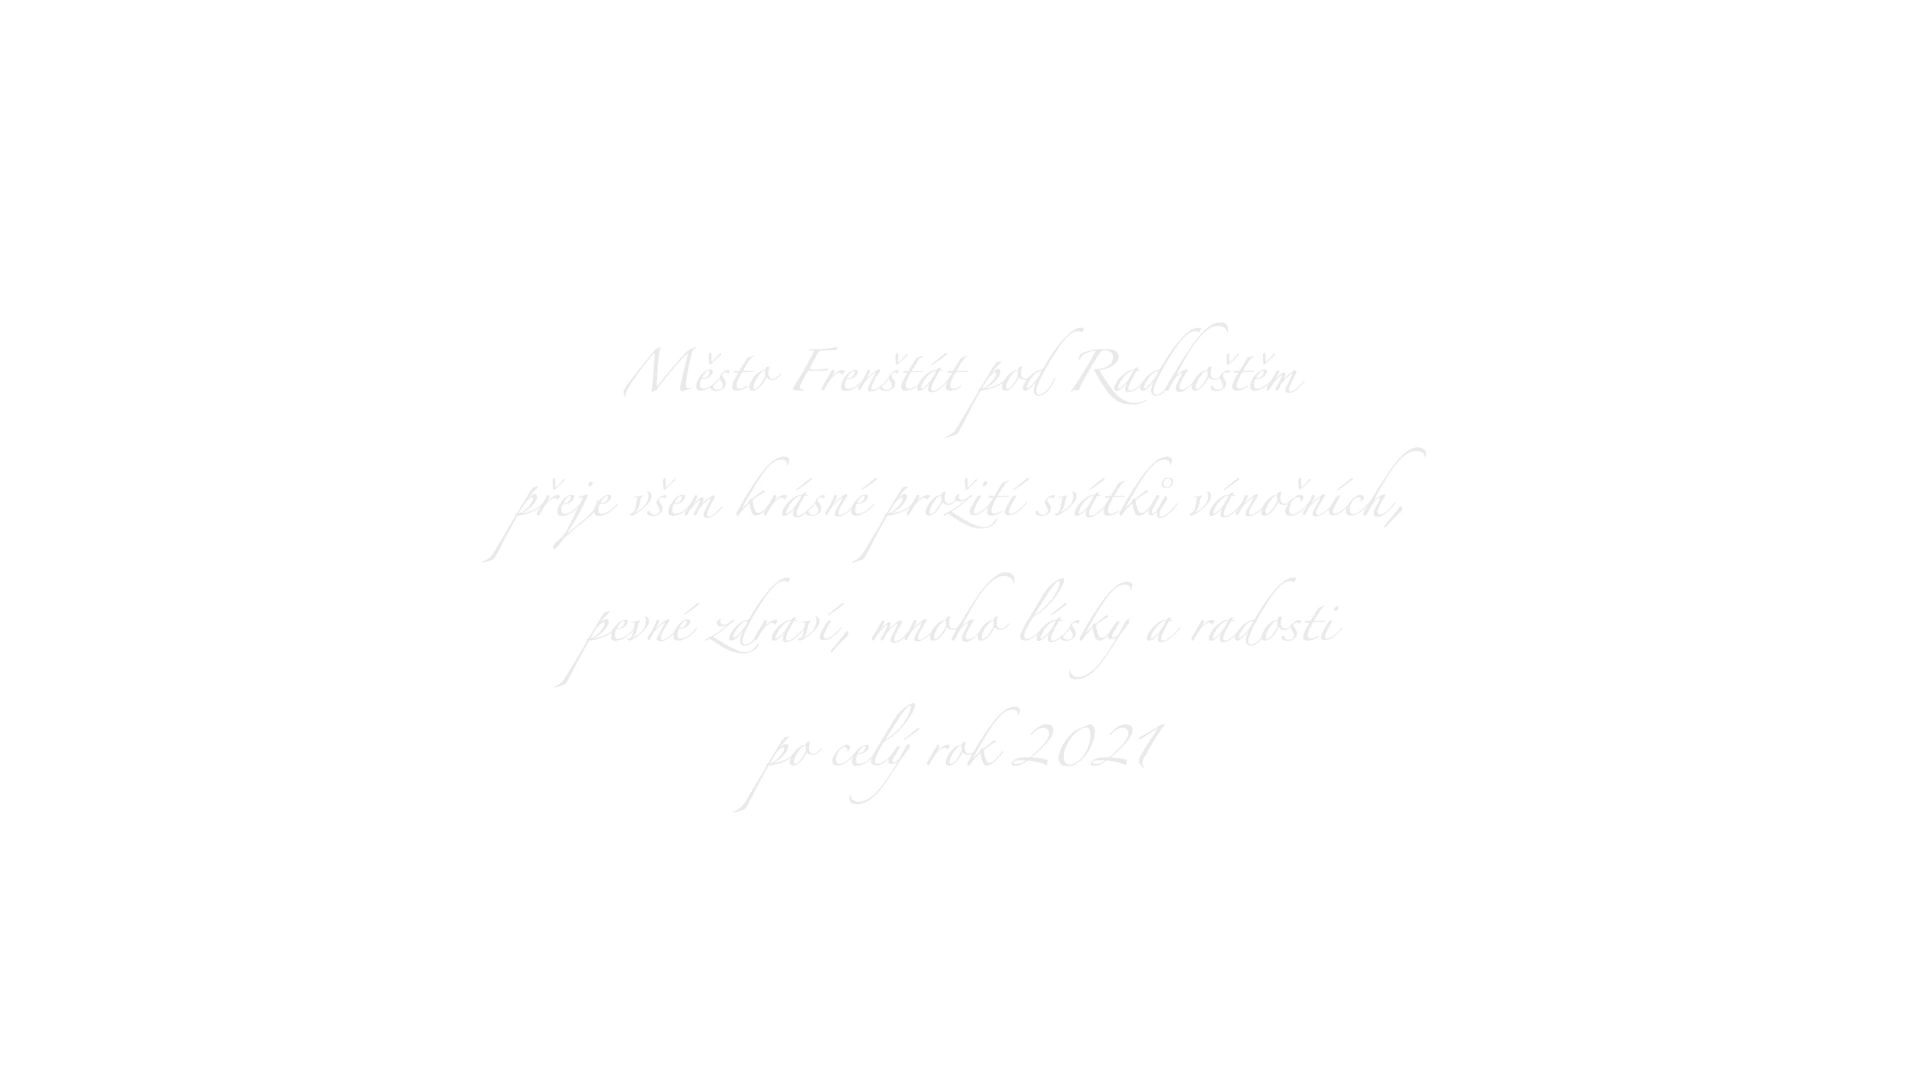 Město Frenštát pod Radhoštěm
přeje všem krásné prožití svátků vánočních,
pevné zdraví, mnoho lásky a radosti
po celý rok 2021